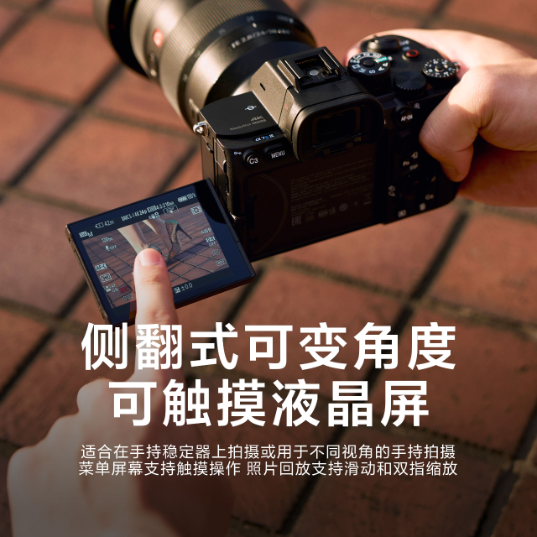 C3
MENU
侧翻式可变角度
可触摸液晶屏
适合在手持稳定器上拍摄或用于不同视角的手持拍摄
菜单屏幕支持触摸操作 照片回放支持滑动和双指缩放